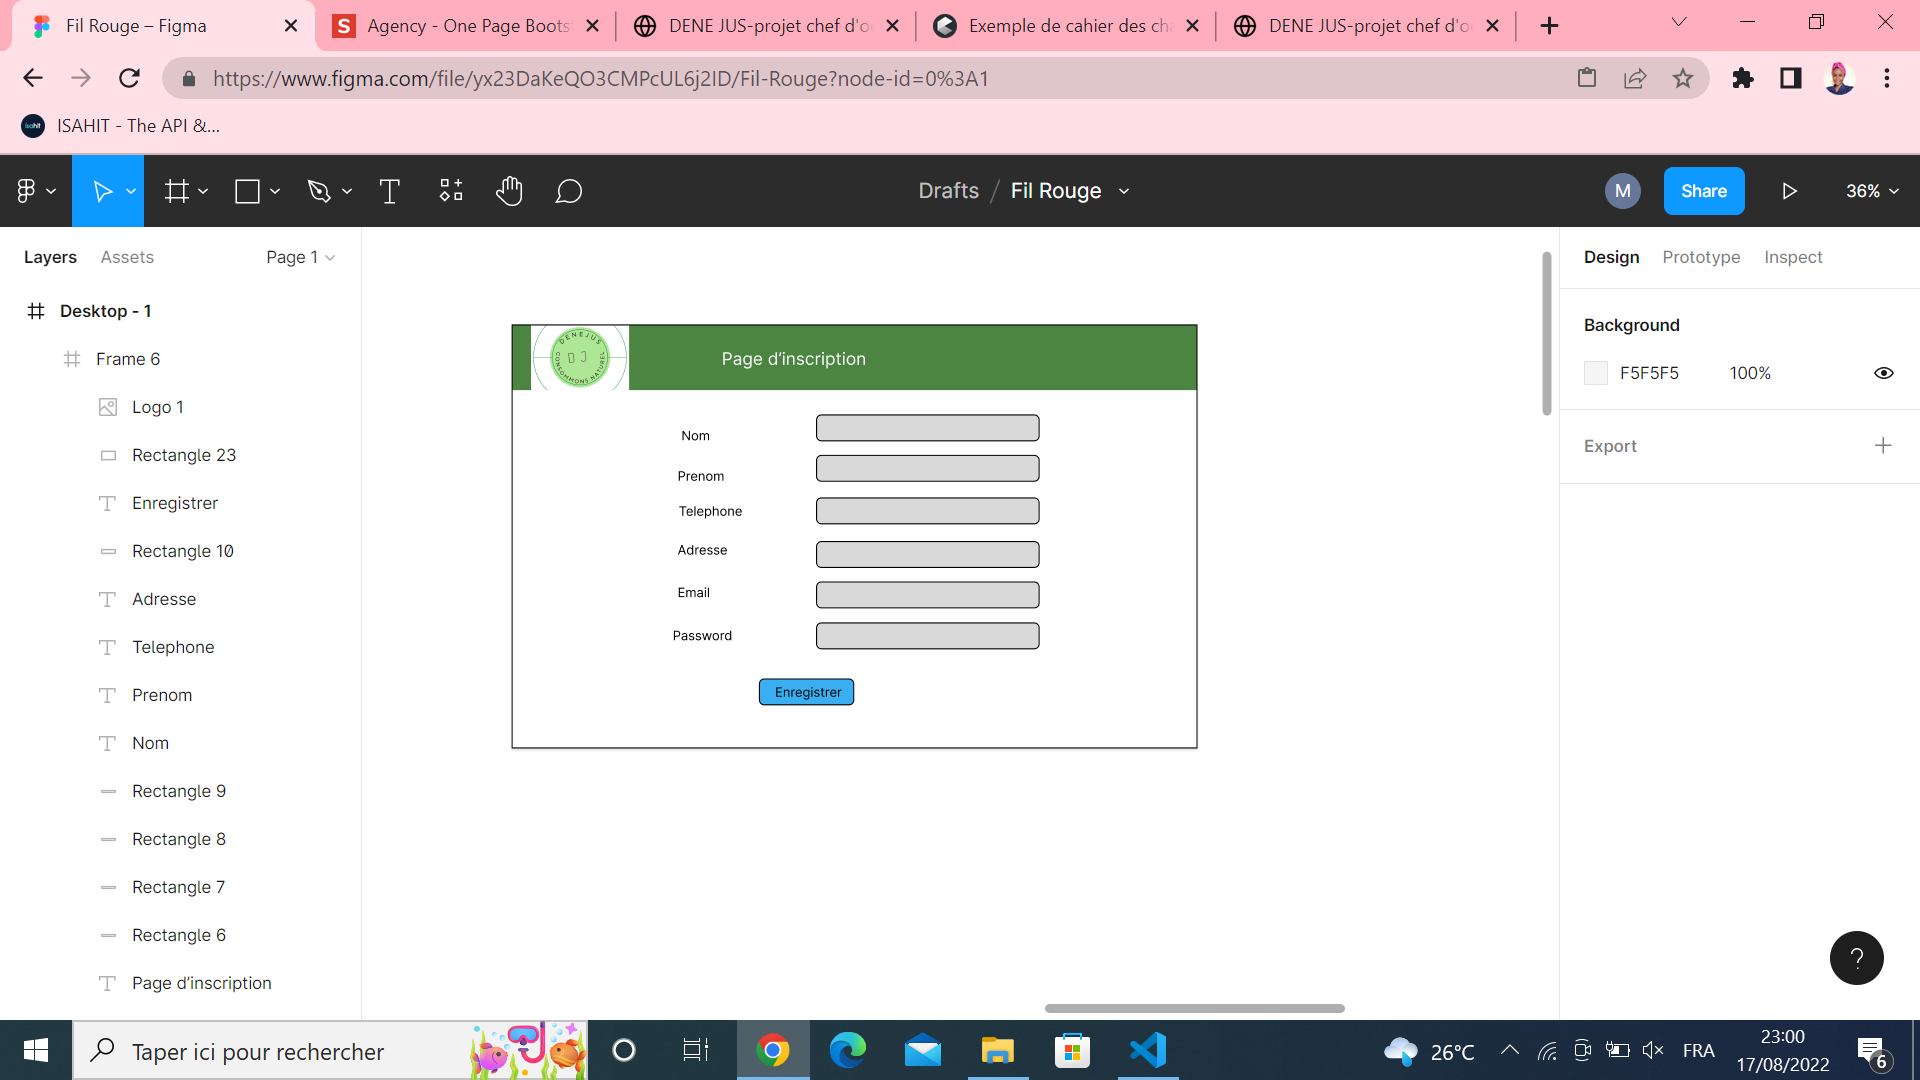 Fil Rouge – Figma
Agency - One Page Boots
DENE JUS-projet chef d'o
Exemple de cahier des cha
DENE JUS-projet chef d'o
https://www.figma.com/file/yx23DaKeQO3CMPcUL6j2ID/Fil-Rouge?node-id=0%3A1
isahit
ISAHIT - The API &...
Drafts / Fil Rouge
M
Share
36%
Layers
Assets
Page 1
Desktop - 1
Frame 6
Logo 1
Rectangle 23
Enregistrer
Rectangle 10
Adresse
Telephone
Prenom
Nom
Rectangle 9
Rectangle 8
Rectangle 7
Rectangle 6
Page d'inscription
DENEJUS
DJ
CONSOMMONS NATUREL
Page d'inscription
Nom
Prenom
Telephone
Adresse
Email
Password
Enregistrer
Design
Prototype
Inspect
Background
F5F5F5
100%
Export
?
Taper ici pour rechercher
26°C
FRA
23:00
17/08/2022
6